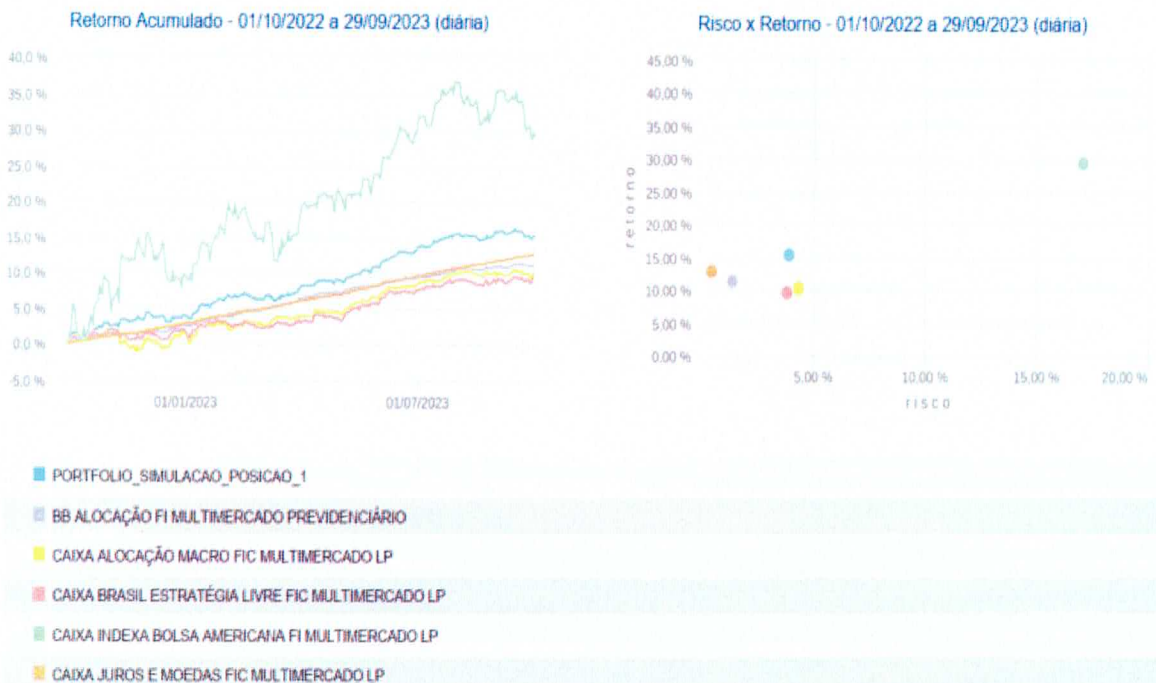 Retorno Acumulado - 01/10/2022 a 29/09/2023 (diária)
40.0 %
35.0 %
30.0 %
25.0 %
20.0 %
15.0 %
10.0 %
5.0 %
0.0 %
-5.0 %
01/01/2023
01/07/2023
Risco x Retorno - 01/10/2022 a 29/09/2023 (diária)
45.00 %
40,00 %
35.00 %
30.00 %
25.00 %
20.00 %
15.00 %
10.00 %
5.00 %
0.00 %
retorno
5.00 %
10.00 %
15.00 %
20.00 %
risco
PORTFOLIO_SIMULACAO_POSICAO_1
BB ALOCAÇÃO FI MULTIMERCADO PREVIDENCIÁRIO
CAIXA ALOCAÇÃO MACRO FIC MULTIMERCADO LP
CAIXA BRASIL ESTRATÉGIA LIVRE FIC MULTIMERCADO LP
CAIXA INDEXA BOLSA AMERICANA FI MULTIMERCADO LP
CAIXA JUROS E MOEDAS FIC MULTIMERCADO LP